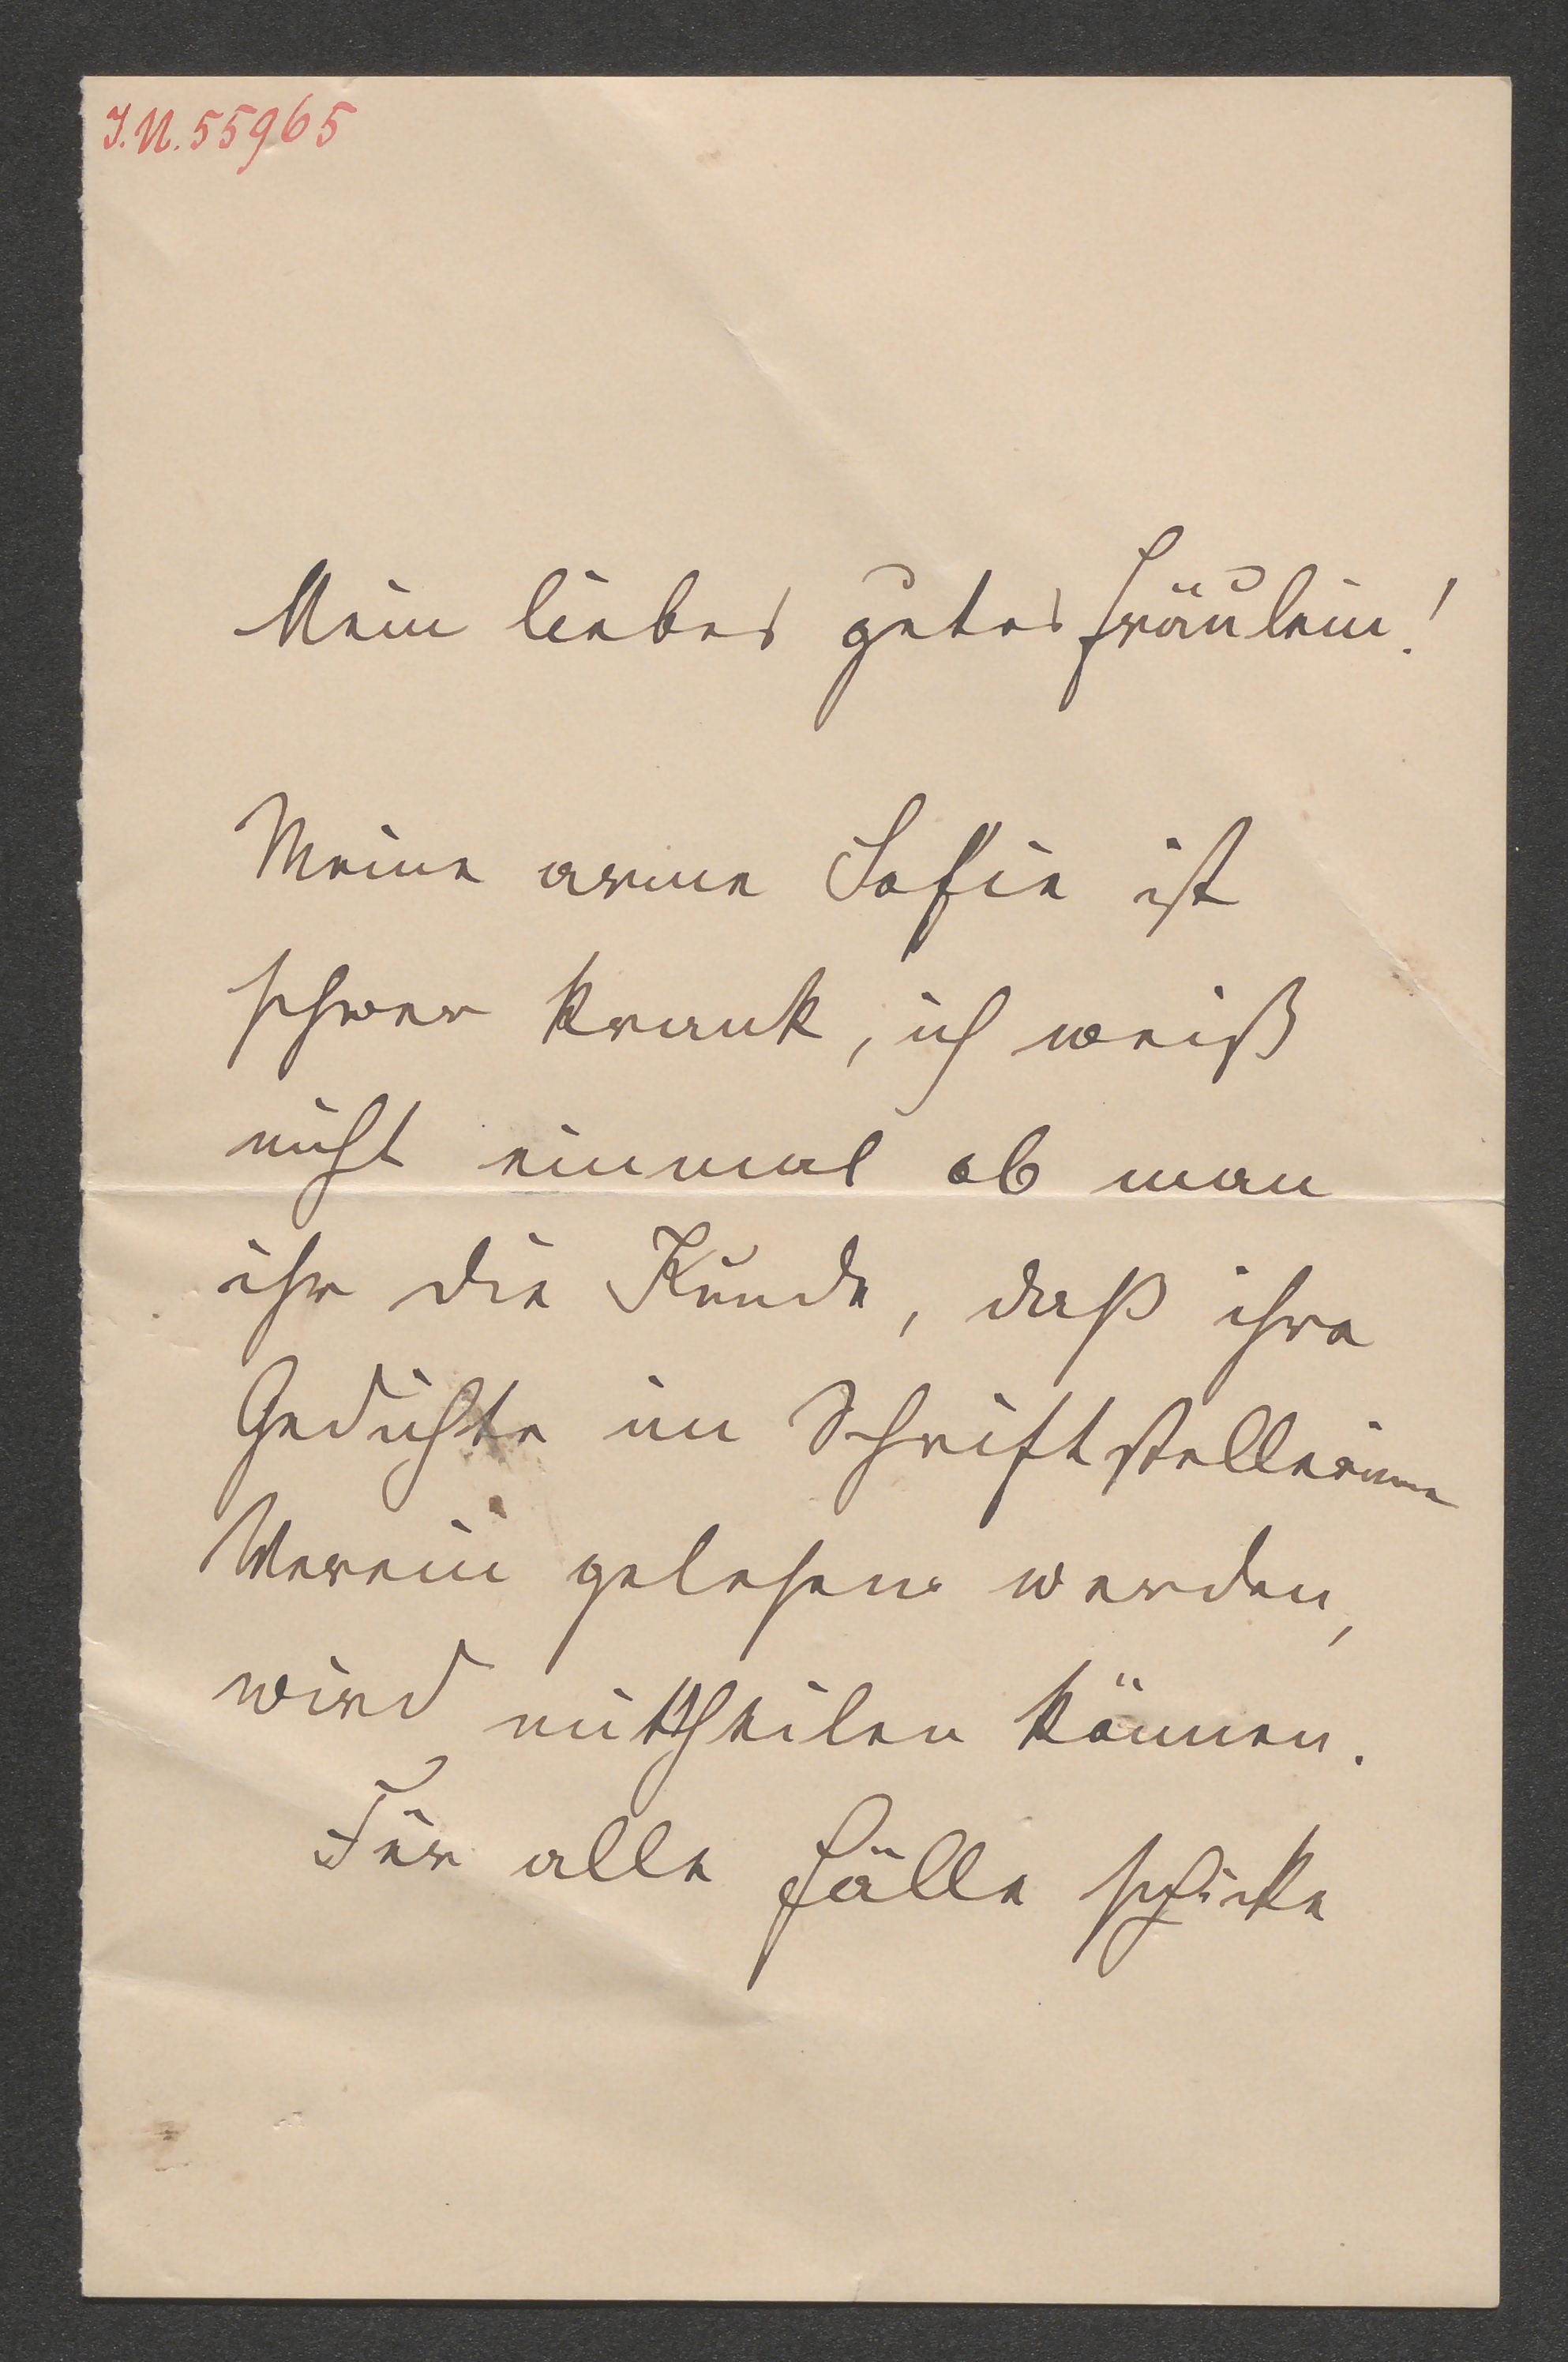 I.N. 55965
Mein liebes gutes Fräulein!
Meine arme Sofie ist
schwer krank, ich weiß
nicht einmal ob man
ihr die Kunde, daß ihre
Gedichte im Schriftstellerinen
Verein gelesen werden,
wird mittheilen können.
Für alle Fälle schicke